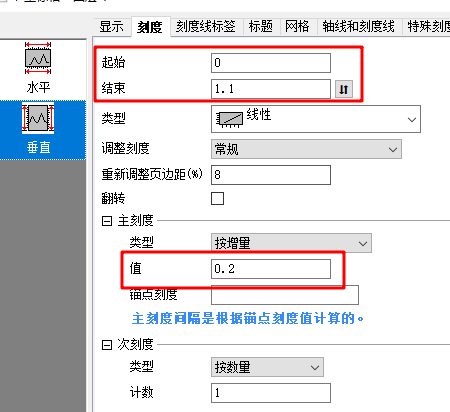 显示 刻度 刻度线标签 标题 网格 轴线和刻度线 特殊刻度
水平
垂直
起始 0
结束 1.1
类型 线性
调整刻度 常规
重新调整页边距(%) 8
翻转
主刻度
类型 按增量
值 0.2
锚点刻度
主刻度间隔是根据锚点刻度值计算的。
次刻度
类型 按数量
计数 1